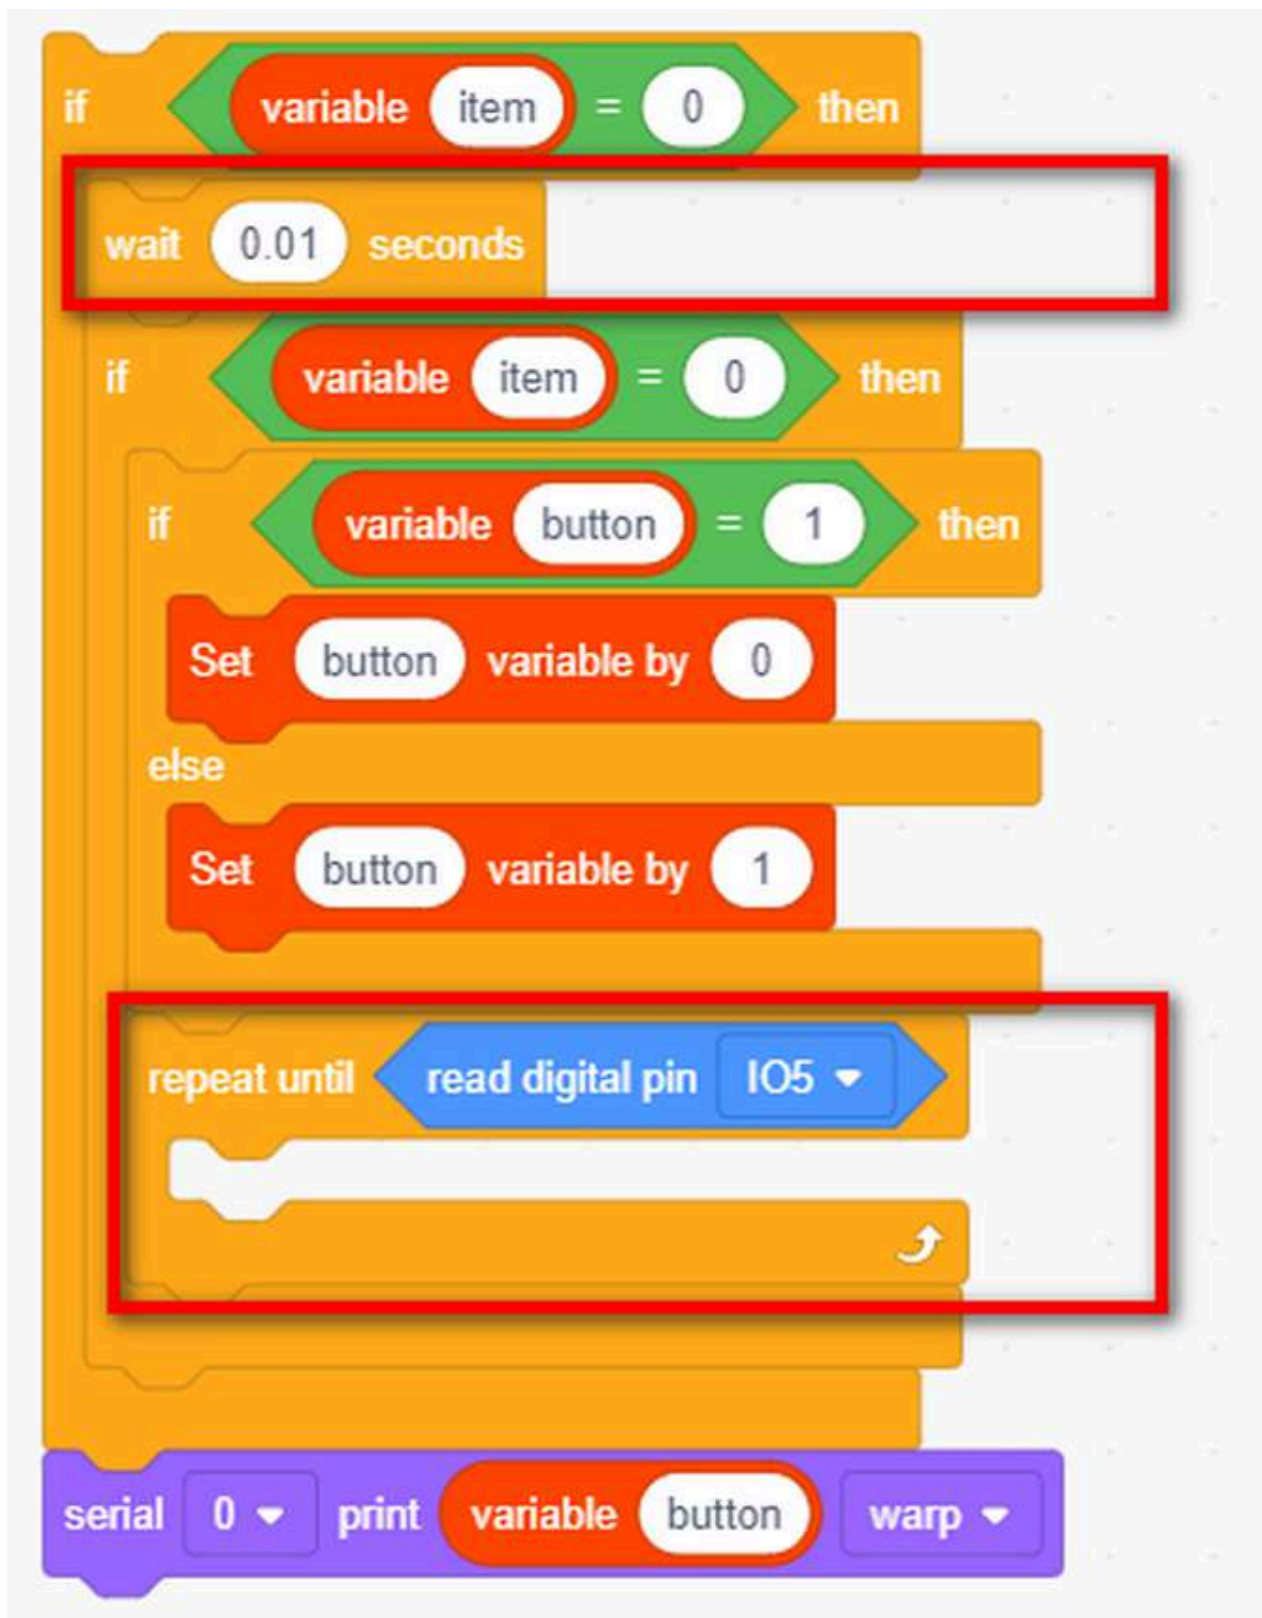 if variable item = 0 then
wait 0.01 seconds
if variable item = 0 then
if variable button = 1 then
Set button variable by 0
else
Set button variable by 1
repeat until read digital pin IO5
serial 0 print variable button warp